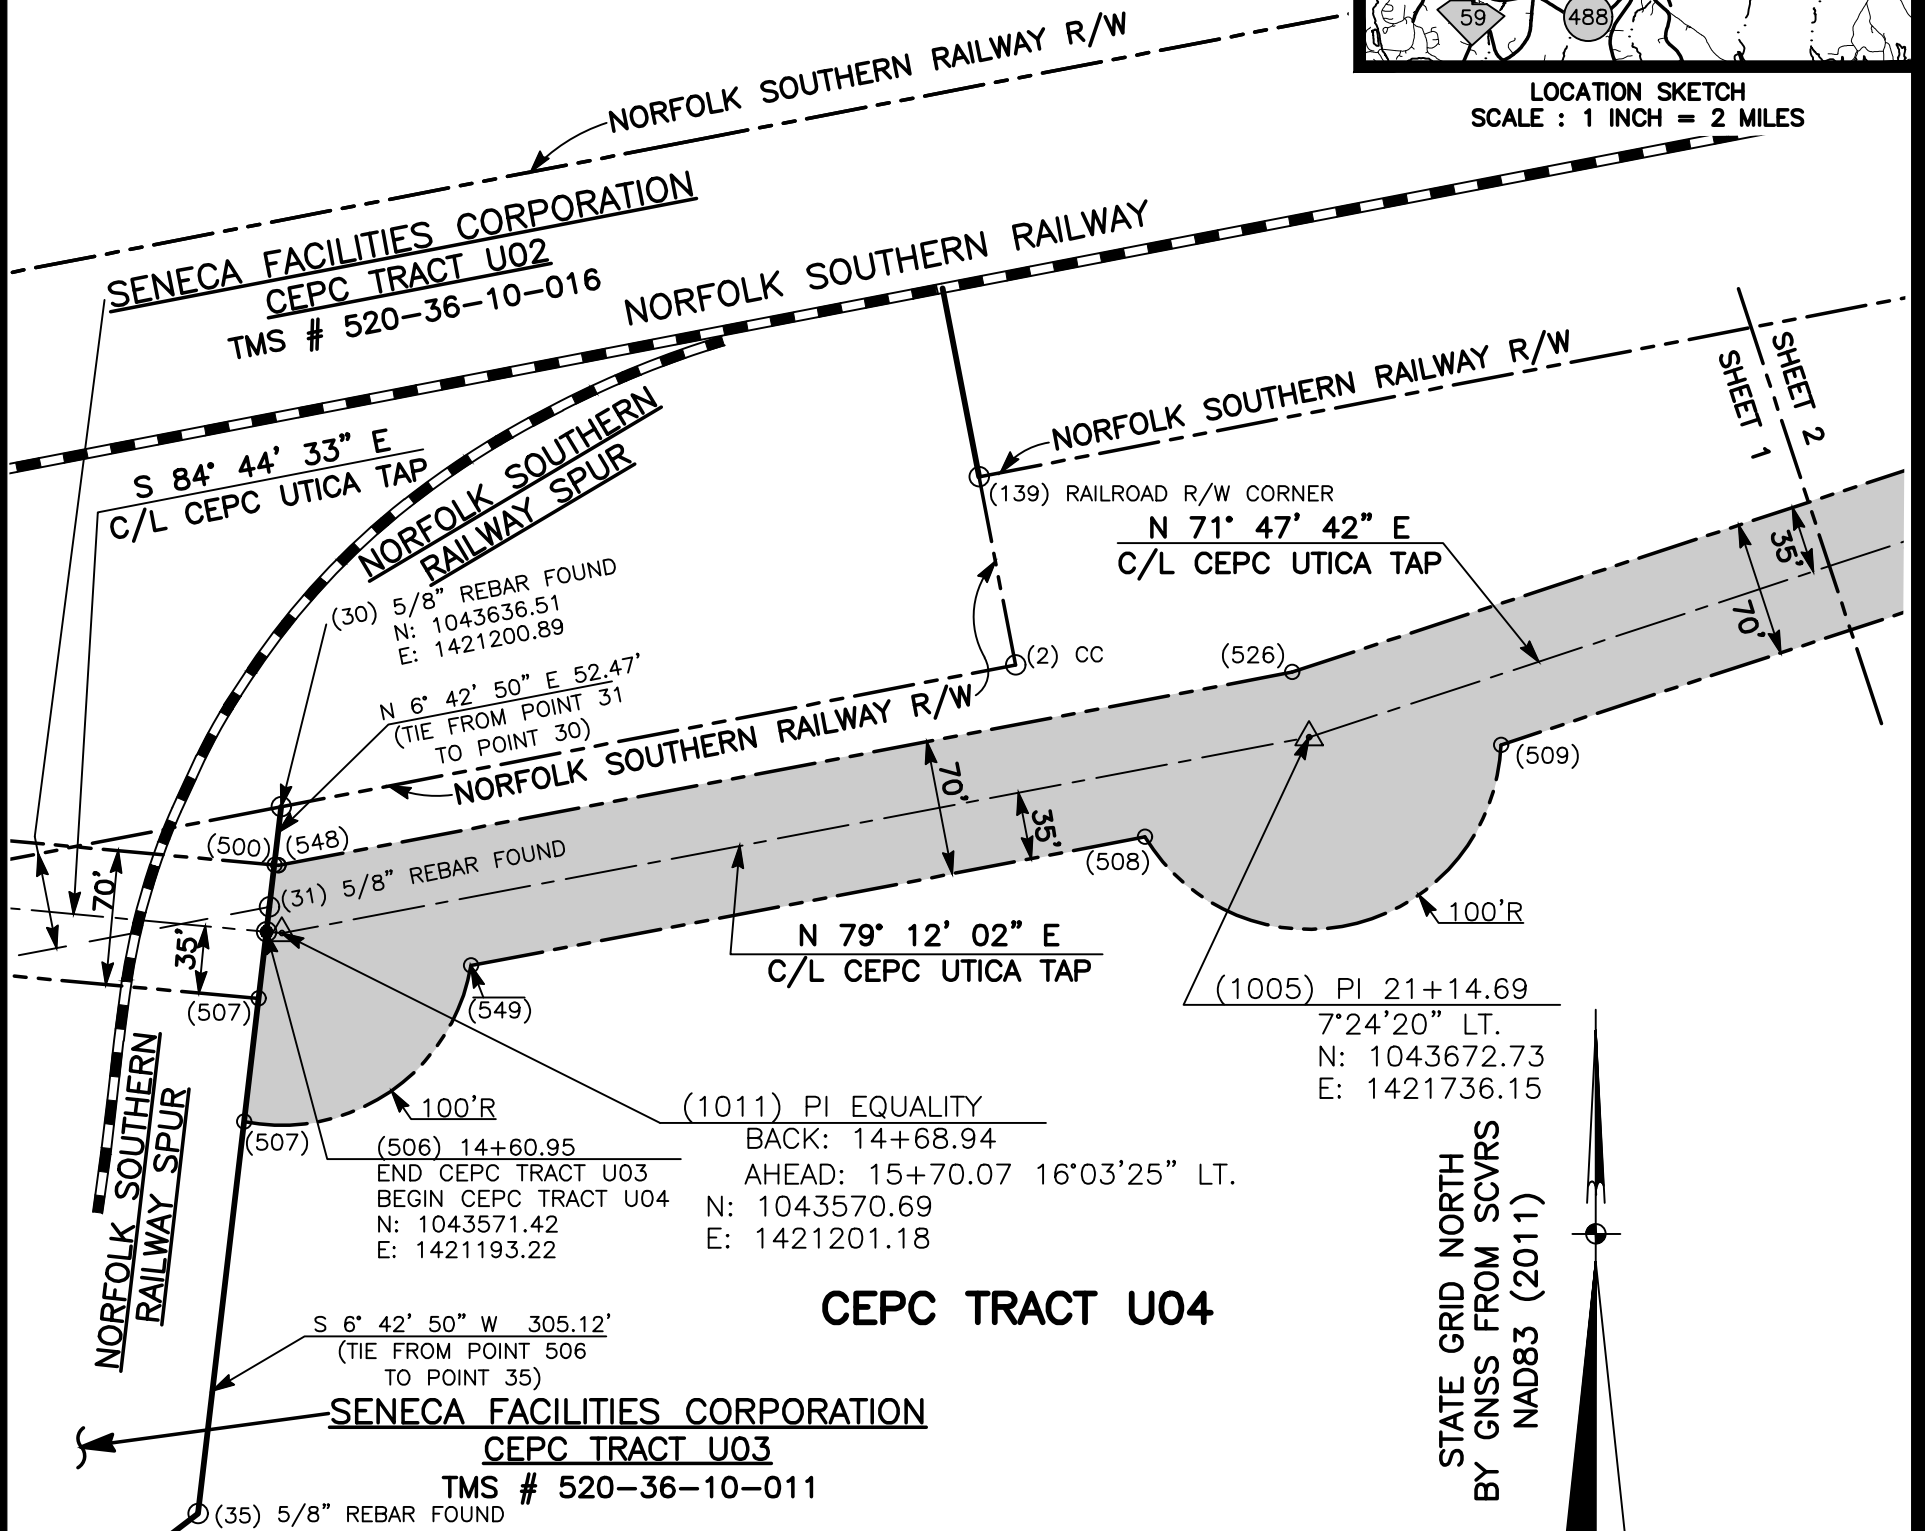 59
488
LOCATION SKETCH
SCALE : 1 INCH = 2 MILES
NORFOLK SOUTHERN RAILWAY R/W
SENECA FACILITIES CORPORATION
CEPC TRACT U02
TMS # 520-36-10-016
NORFOLK SOUTHERN RAILWAY
NORFOLK SOUTHERN RAILWAY R/W
SHEET 2
SHEET 1
S 84° 44' 33" E
C/L CEPC UTICA TAP
NORFOLK SOUTHERN
RAILWAY SPUR
(139) RAILROAD R/W CORNER
N 71° 47' 42" E
C/L CEPC UTICA TAP
35'
70'
(30) 5/8" REBAR FOUND
N: 1043636.51
E: 1421200.89
(2) CC
(526)
N 6° 42' 50" E 52.47'
(TIE FROM POINT 31
TO POINT 30)
NORFOLK SOUTHERN RAILWAY R/W
(509)
70'
35'
(500)
(548)
(508)
(31) 5/8" REBAR FOUND
70'
35'
100'R
N 79° 12' 02" E
C/L CEPC UTICA TAP
(507)
(549)
(1005) PI 21+14.69
7°24'20" LT.
N: 1043672.73
E: 1421736.15
NORFOLK SOUTHERN
RAILWAY SPUR
100'R
(507)
(1011) PI EQUALITY
BACK: 14+68.94
AHEAD: 15+70.07 16°03'25" LT.
N: 1043570.69
E: 1421201.18
(506) 14+60.95
END CEPC TRACT U03
BEGIN CEPC TRACT U04
N: 1043571.42
E: 1421193.22
CEPC TRACT U04
STATE GRID NORTH
BY GNSS FROM SCVRS
NAD83 (2011)
S 6° 42' 50" W 305.12'
(TIE FROM POINT 506
TO POINT 35)
SENECA FACILITIES CORPORATION
CEPC TRACT U03
TMS # 520-36-10-011
(35) 5/8" REBAR FOUND